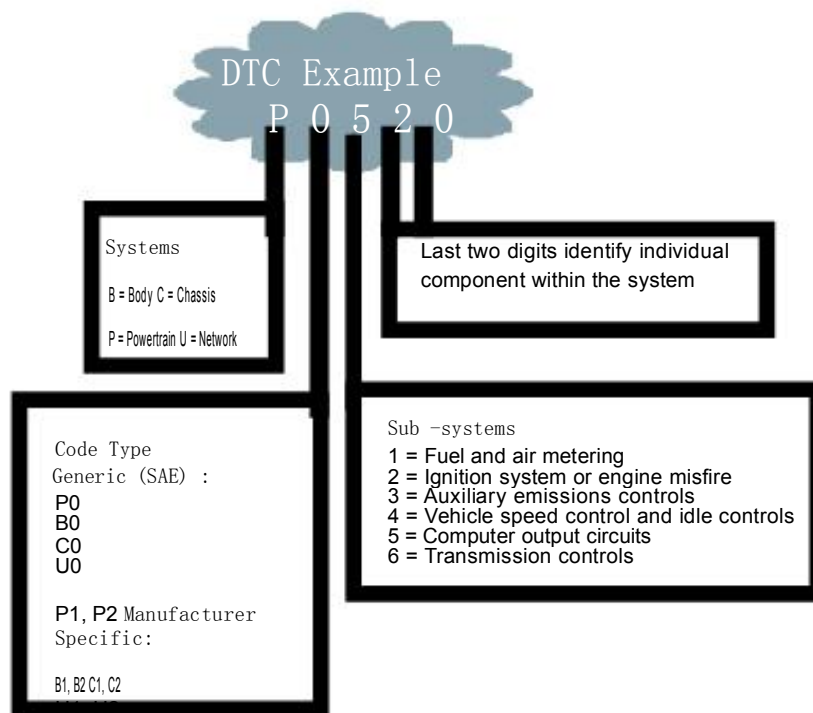 DTC Example
P 0 5 2 0
Systems
B = Body C = Chassis
P = Powertrain U = Network
Last two digits identify individual
component within the system
Code Type
Generic (SAE) :
P0
B0
C0
U0
P1, P2 Manufacturer
Specific:
B1, B2 C1, C2
Sub -systems
1 = Fuel and air metering
2 = Ignition system or engine misfire
3 = Auxiliary emissions controls
4 = Vehicle speed control and idle controls
5 = Computer output circuits
6 = Transmission controls